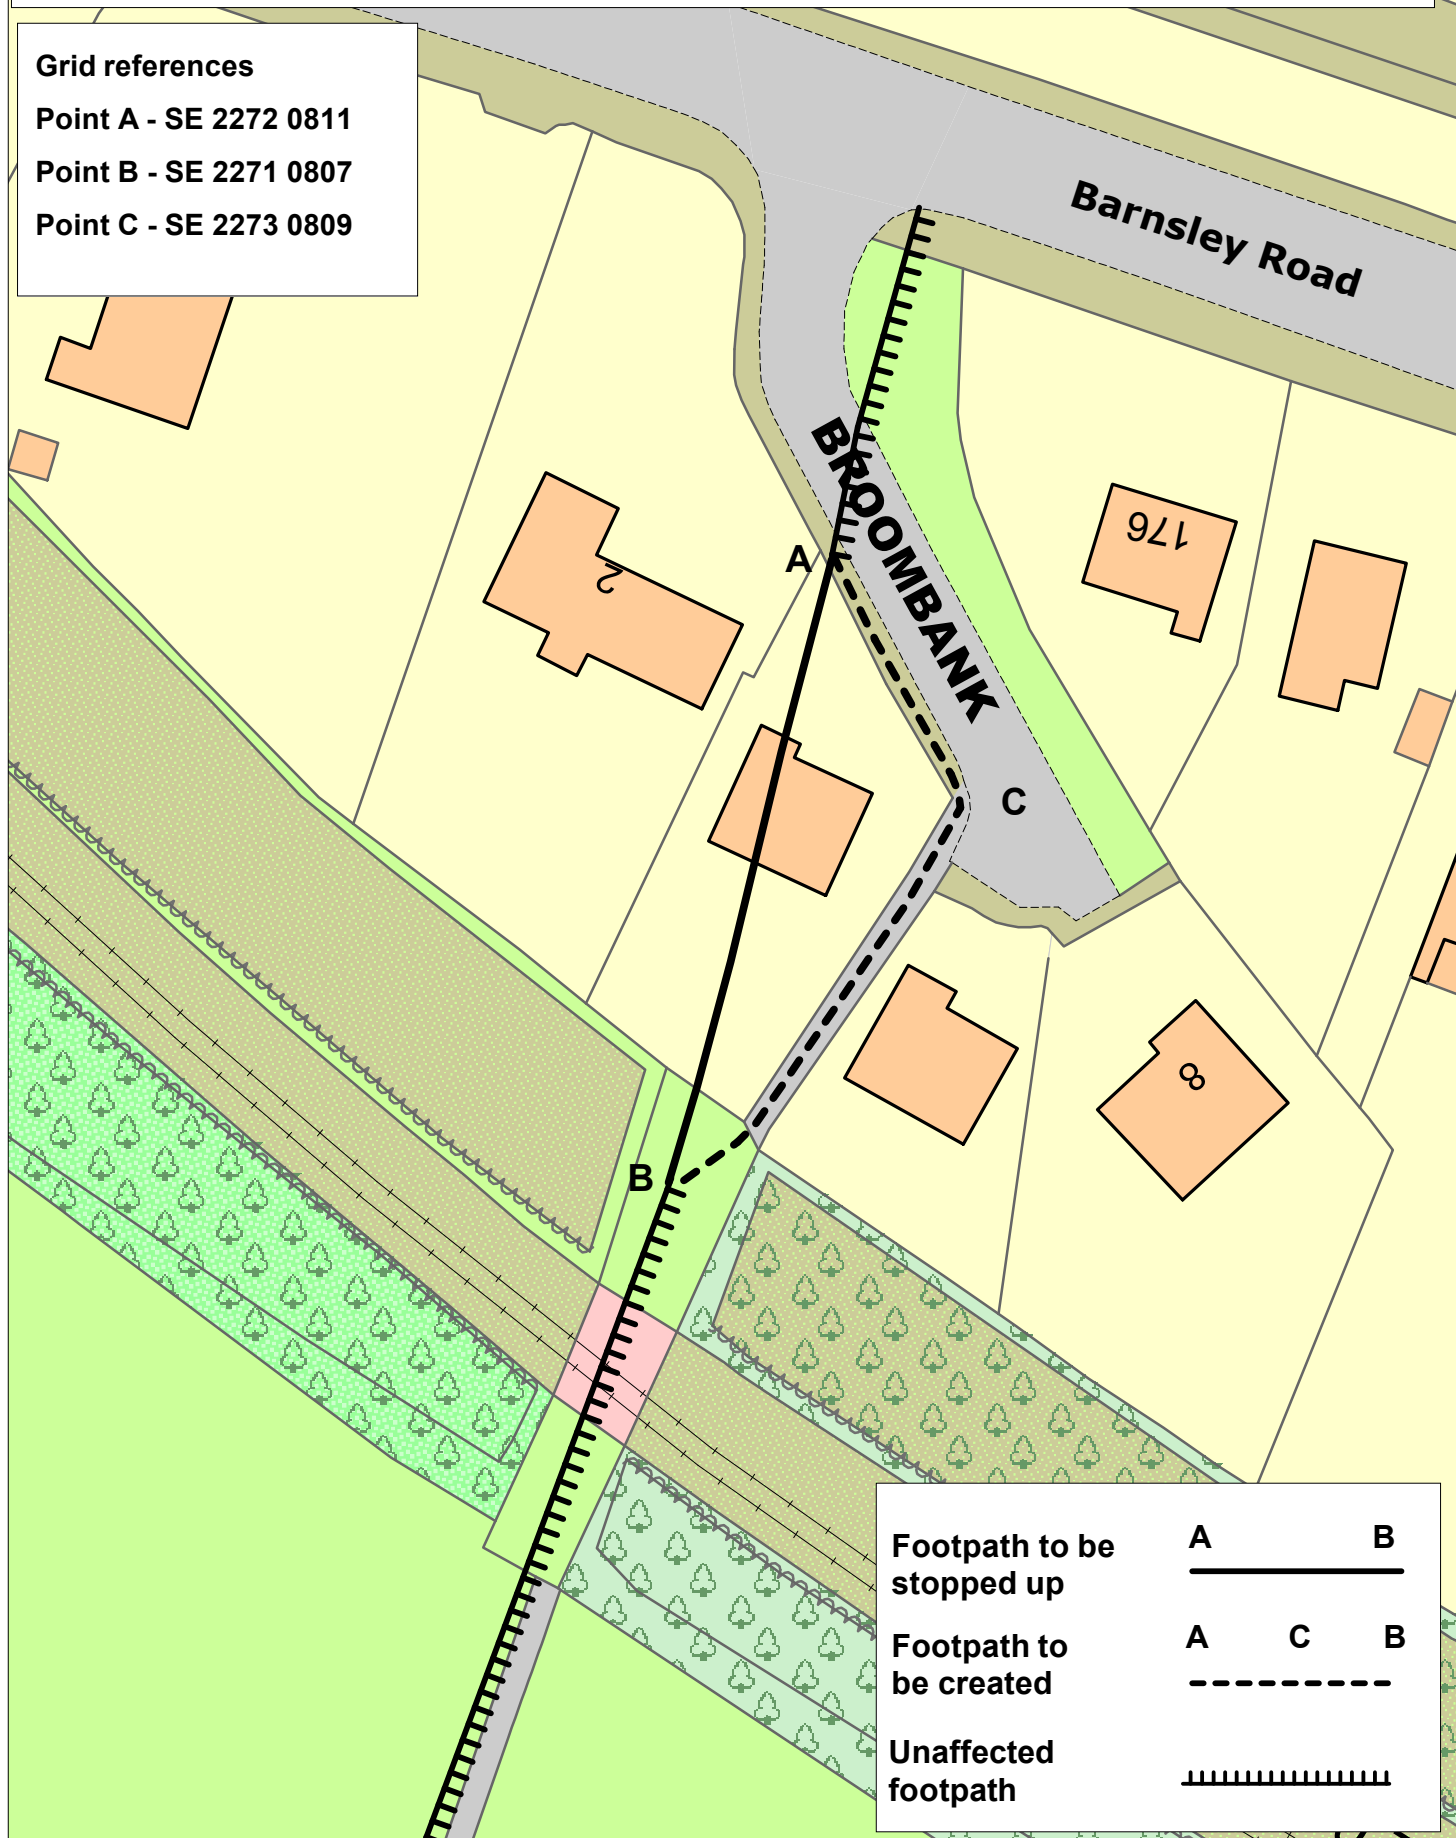 Grid references
Point A - SE 2272 0811
Point B - SE 2271 0807
Point C - SE 2273 0809
Barnsley Road
BROOMBANK
176
2
A
C
8
B
Footpath to be
stopped up
A B
Footpath to
be created
A C B
Unaffected
footpath